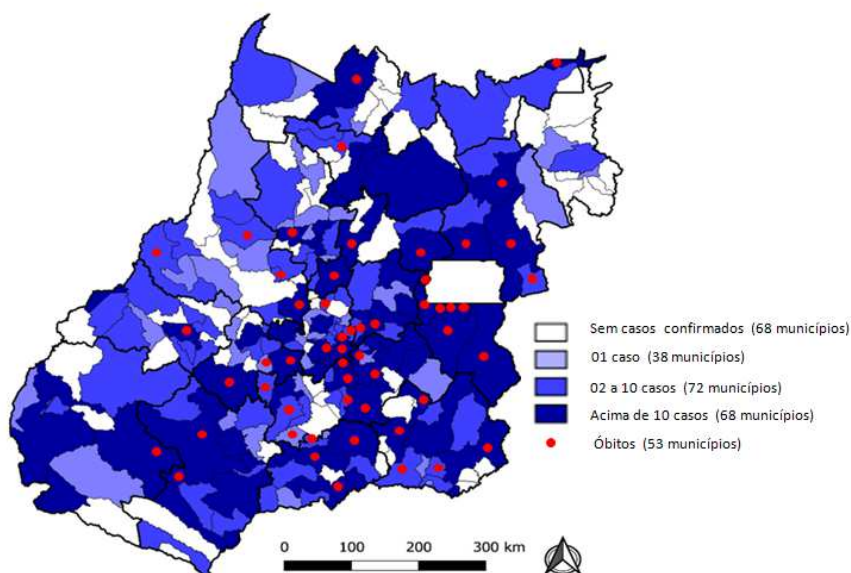 Sem casos confirmados (68 municípios)
01 caso (38 municípios)
02 a 10 casos (72 municípios)
Acima de 10 casos (68 municípios)
Óbitos (53 municípios)
0 100 200 300 km